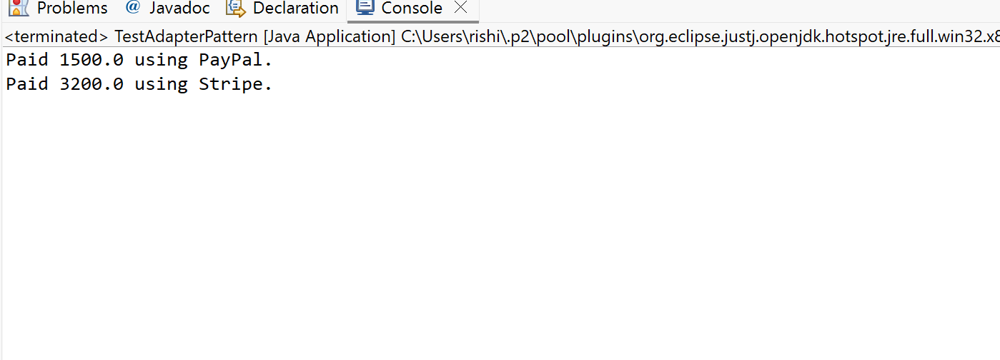 Problems @ Javadoc Declaration Console
<terminated> TestAdapterPattern [Java Application] C:\Users\rishi\.p2\pool\plugins\org.eclipse.justj.openjdk.hotspot.jre.full.win32.x8
Paid 1500.0 using PayPal.
Paid 3200.0 using Stripe.